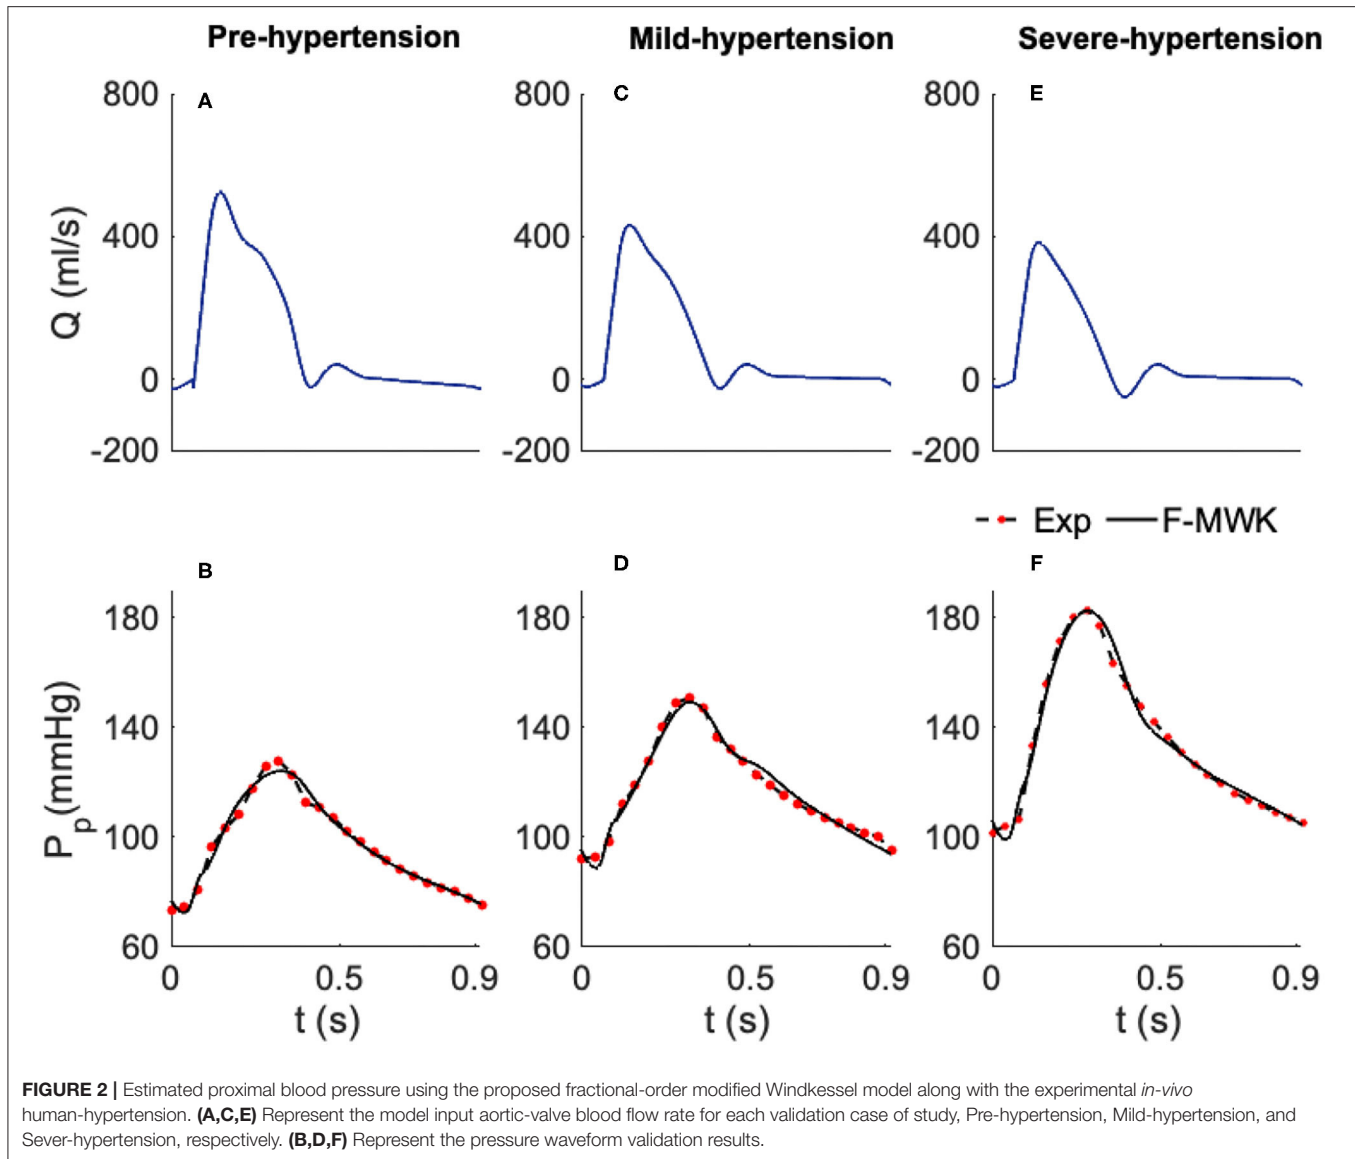 Pre-hypertension
Mild-hypertension
Severe-hypertension
A
C
E
800
400
0
-200
Q (ml/s)
800
400
0
-200
800
400
0
-200
Exp
F-MWK
B
D
F
180
140
100
60
Pp(mmHg)
0
0.5
0.9
t (s)
180
140
100
60
0
0.5
0.9
t (s)
180
140
100
60
0
0.5
0.9
t (s)
FIGURE 2 | Estimated proximal blood pressure using the proposed fractional-order modified Windkessel model along with the experimental in-vivo
human-hypertension. (A,C,E) Represent the model input aortic-valve blood flow rate for each validation case of study, Pre-hypertension, Mild-hypertension, and
Sever-hypertension, respectively. (B,D,F) Represent the pressure waveform validation results.